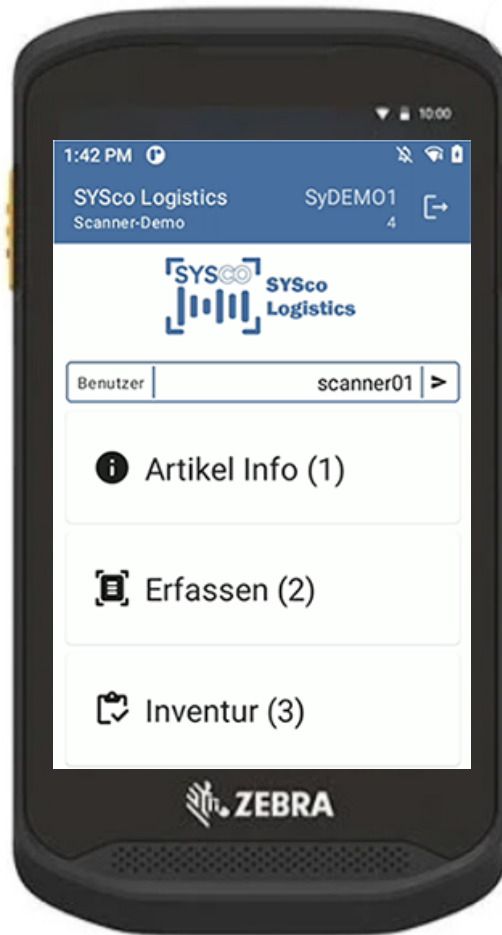 10:00
1:42 PM
SYSco Logistics
SyDEMO1
Scanner-Demo
4
SYSCO
SYSco
Logistics
Benutzer
scanner01
Artikel Info (1)
Erfassen (2)
Inventur (3)
ZEBRA